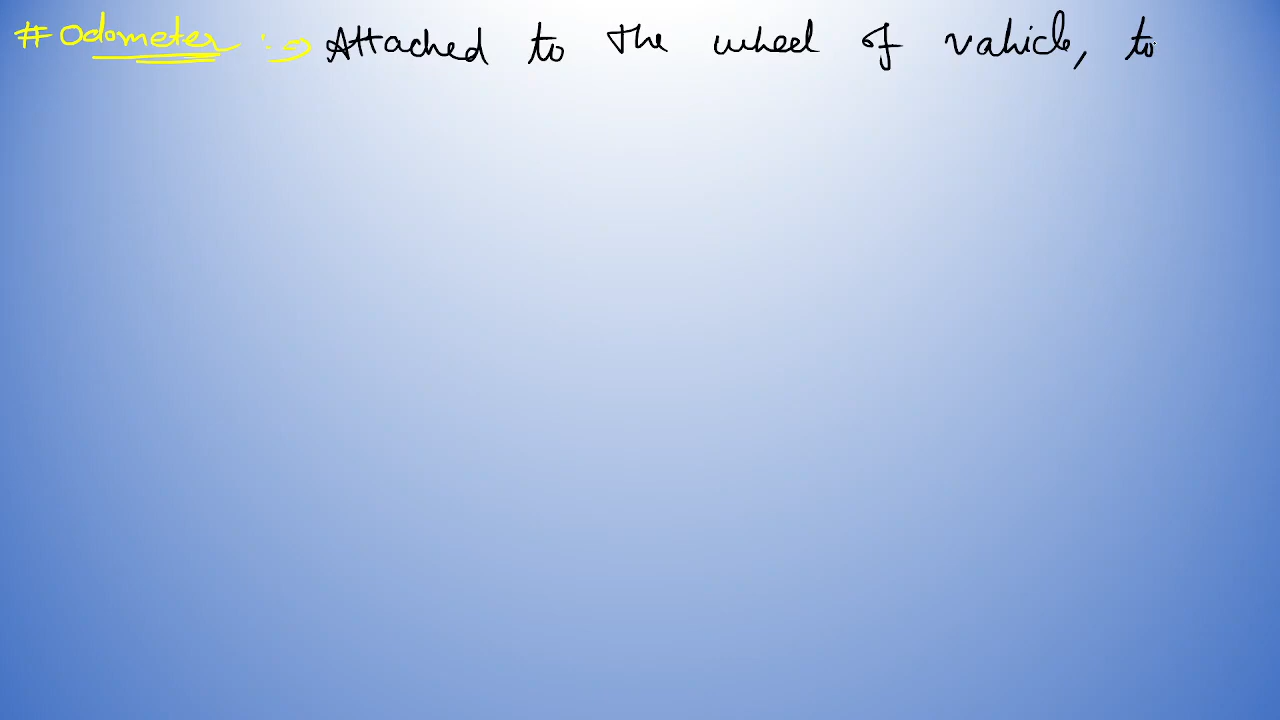 # Odometer :→ Attached to the wheel of vahicle, to